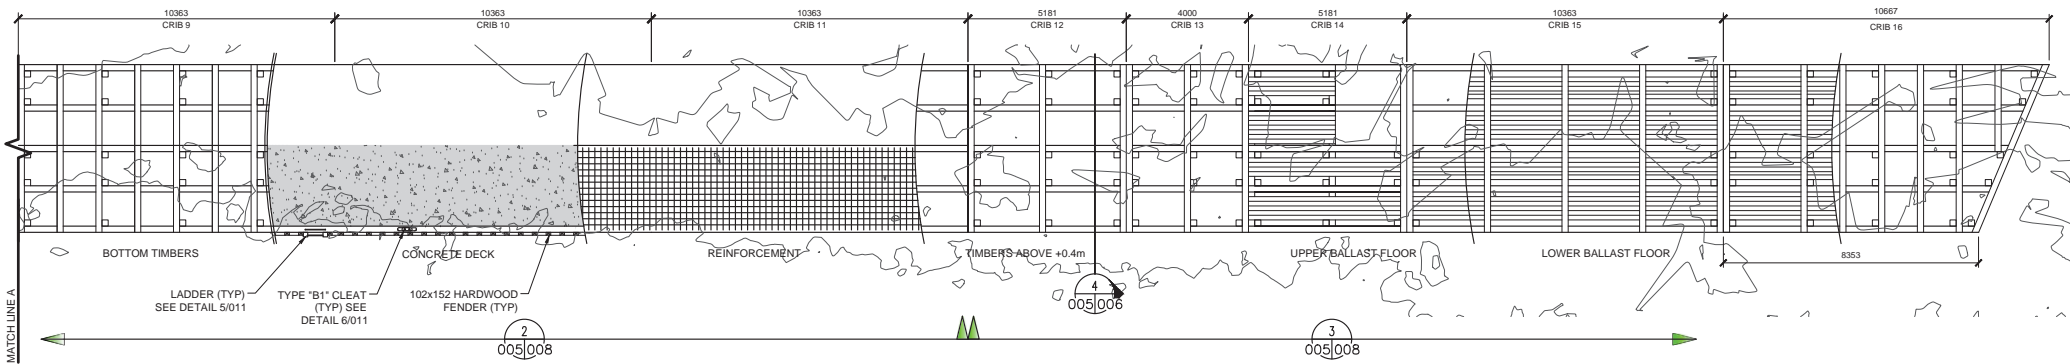 10363
CRIB 9
10363
CRIB 10
10363
CRIB 11
5181
CRIB 12
4000
CRIB 13
5181
CRIB 14
10363
CRIB 15
10667
CRIB 16
BOTTOM TIMBERS
CONCRETE DECK
REINFORCEMENT
TIMBERS ABOVE +0.4m
UPPER BALLAST FLOOR
LOWER BALLAST FLOOR
8353
LADDER (TYP)
SEE DETAIL 5/011
TYPE "B1" CLEAT
(TYP) SEE
DETAIL 6/011
102x152 HARDWOOD
FENDER (TYP)
4
005 006
2
005 008
3
005 008
MATCH LINE A